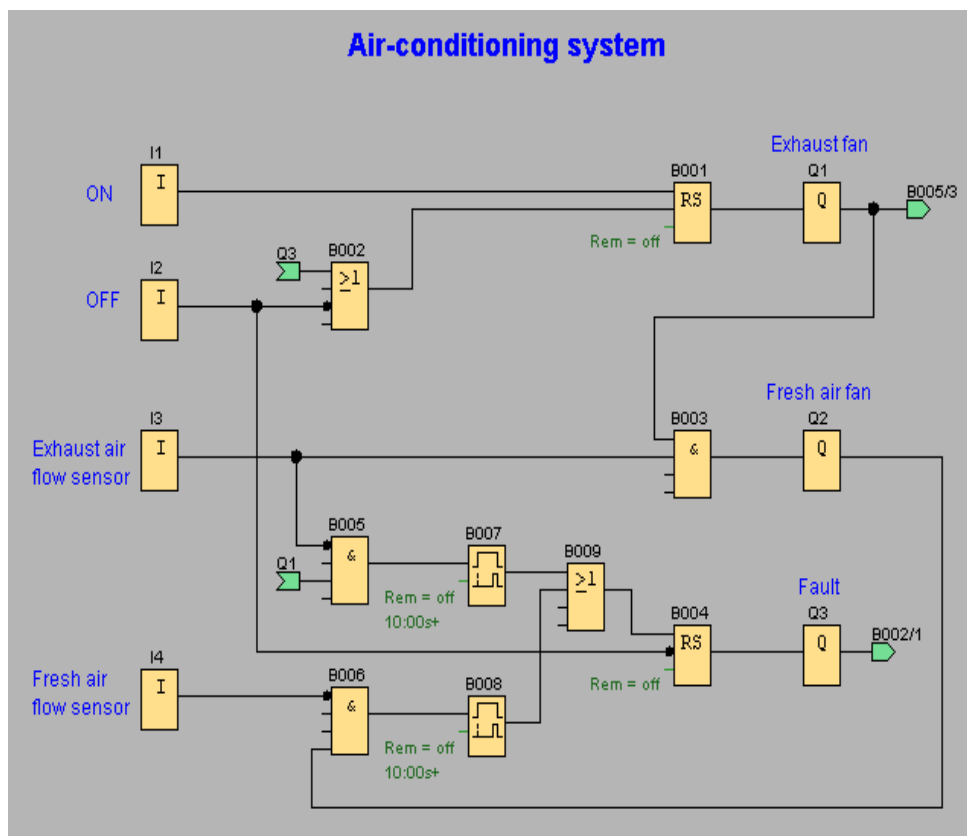 Air-conditioning system
Exhaust fan
I1
B001
Q1
B005/3
ON
I
RS
Q
Rem = off
I2
Q3
B002
OFF
I
>1
Fresh air fan
I3
B003
Q2
Exhaust air
flow sensor
I
&
Q
B005
B007
B009
Q1
&
>1
Rem = off
10:00s+
Fault
B004
Q3
B002/1
RS
Q
Rem = off
I4
Fresh air
flow sensor
I
B006
B008
&
Rem = off
10:00s+